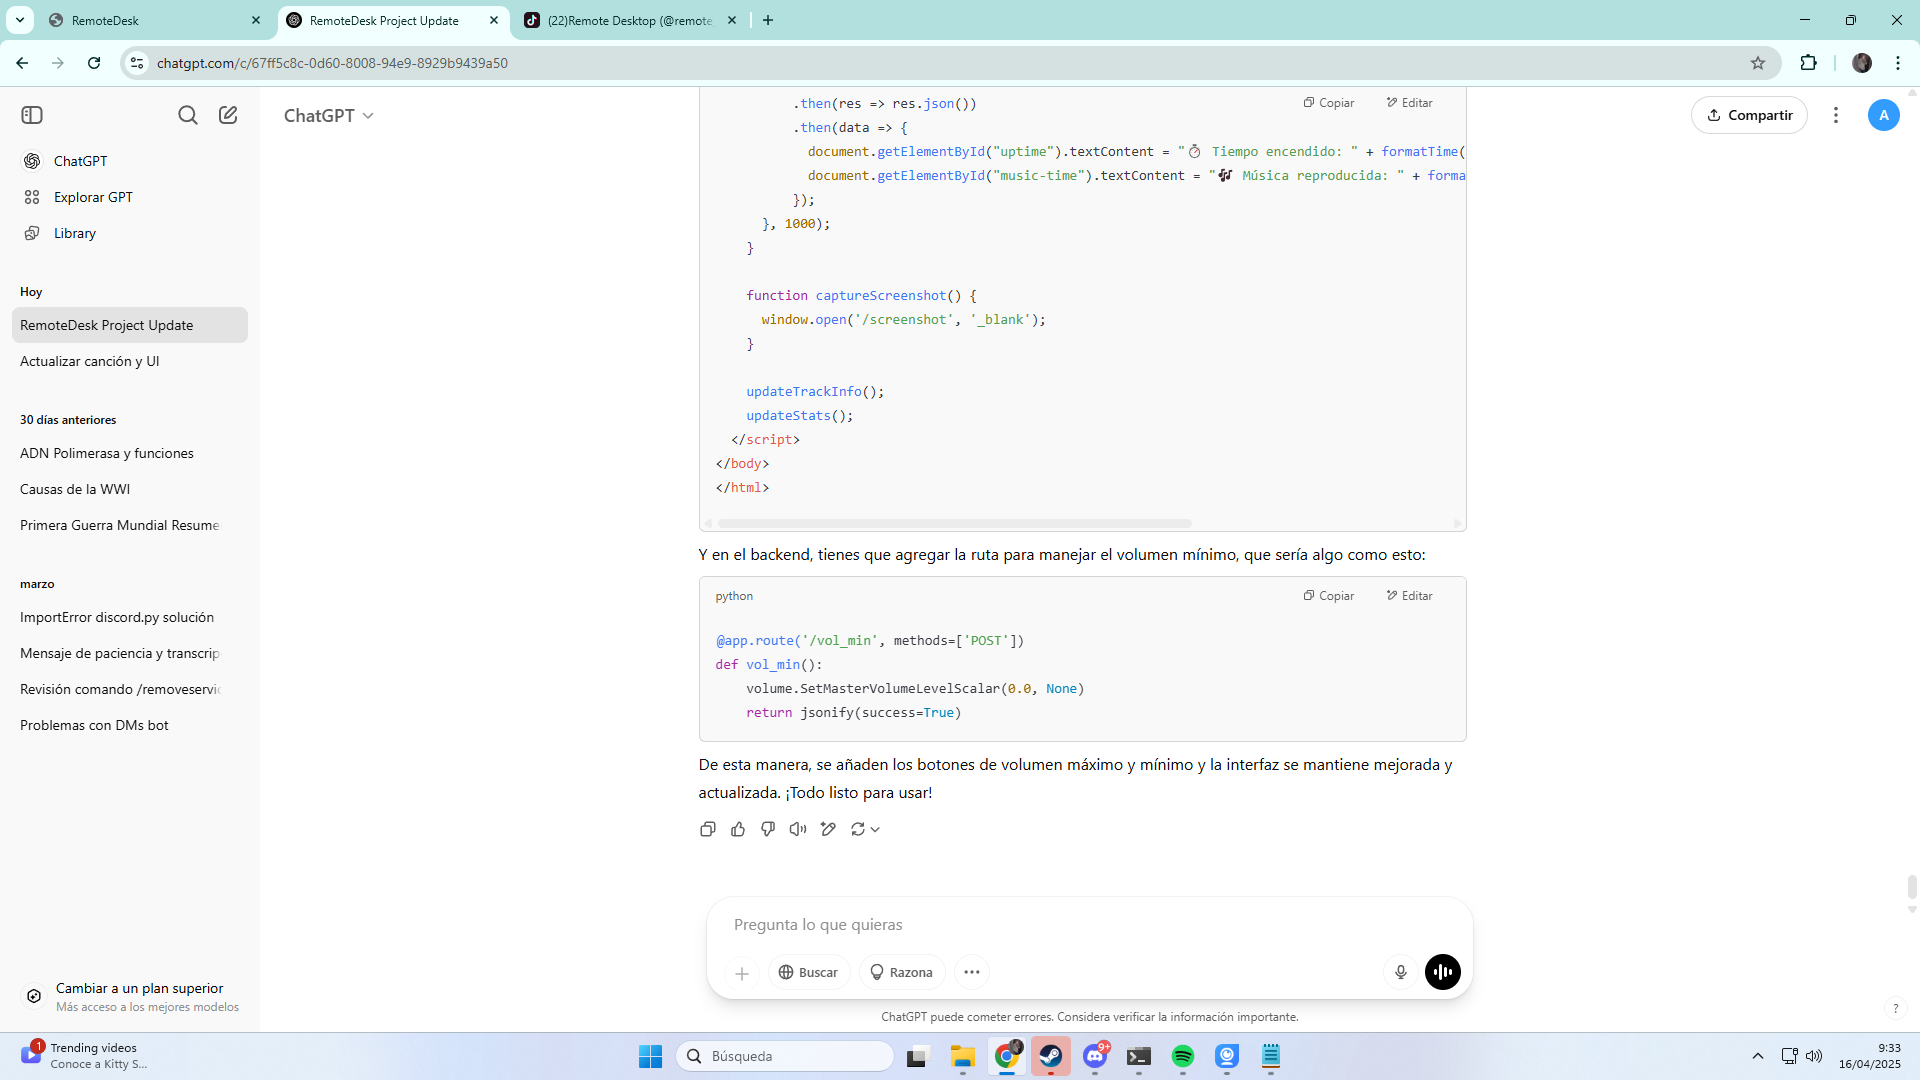 RemoteDesk
RemoteDesk Project Update
(22)Remote Desktop (@remote_
chatgpt.com/c/67ff5c8c-0d60-8008-94e9-8929b9439a50
ChatGPT
Explorar GPT
Library
Hoy
RemoteDesk Project Update
Actualizar canción y UI
30 días anteriores
ADN Polimerasa y funciones
Causas de la WWI
Primera Guerra Mundial Resume
marzo
ImportError discord.py solución
Mensaje de paciencia y transcrip
Revisión comando /removeservic
Problemas con DMs bot
Cambiar a un plan superior
Más acceso a los mejores modelos
ChatGPT
Compartir
A
Copiar
Editar
.then(res => res.json())
.then(data => {
document.getElementById("uptime").textContent = "⏱️ Tiempo encendido: " + formatTime(
document.getElementById("music-time").textContent = "🎶 Música reproducida: " + forma
});
}, 1000);
}
function captureScreenshot() {
window.open('/screenshot', '_blank');
}
updateTrackInfo();
updateStats();
</script>
</body>
</html>
Y en el backend, tienes que agregar la ruta para manejar el volumen mínimo, que sería algo como esto:
python
Copiar
Editar
@app.route('/vol_min', methods=['POST'])
def vol_min():
volume.SetMasterVolumeLevelScalar(0.0, None)
return jsonify(success=True)
De esta manera, se añaden los botones de volumen máximo y mínimo y la interfaz se mantiene mejorada y
actualizada. ¡Todo listo para usar!
Pregunta lo que quieras
Buscar
Razona
ChatGPT puede cometer errores. Considera verificar la información importante.
?
1
Trending videos
Conoce a Kitty S...
Búsqueda
9+
9:33
16/04/2025